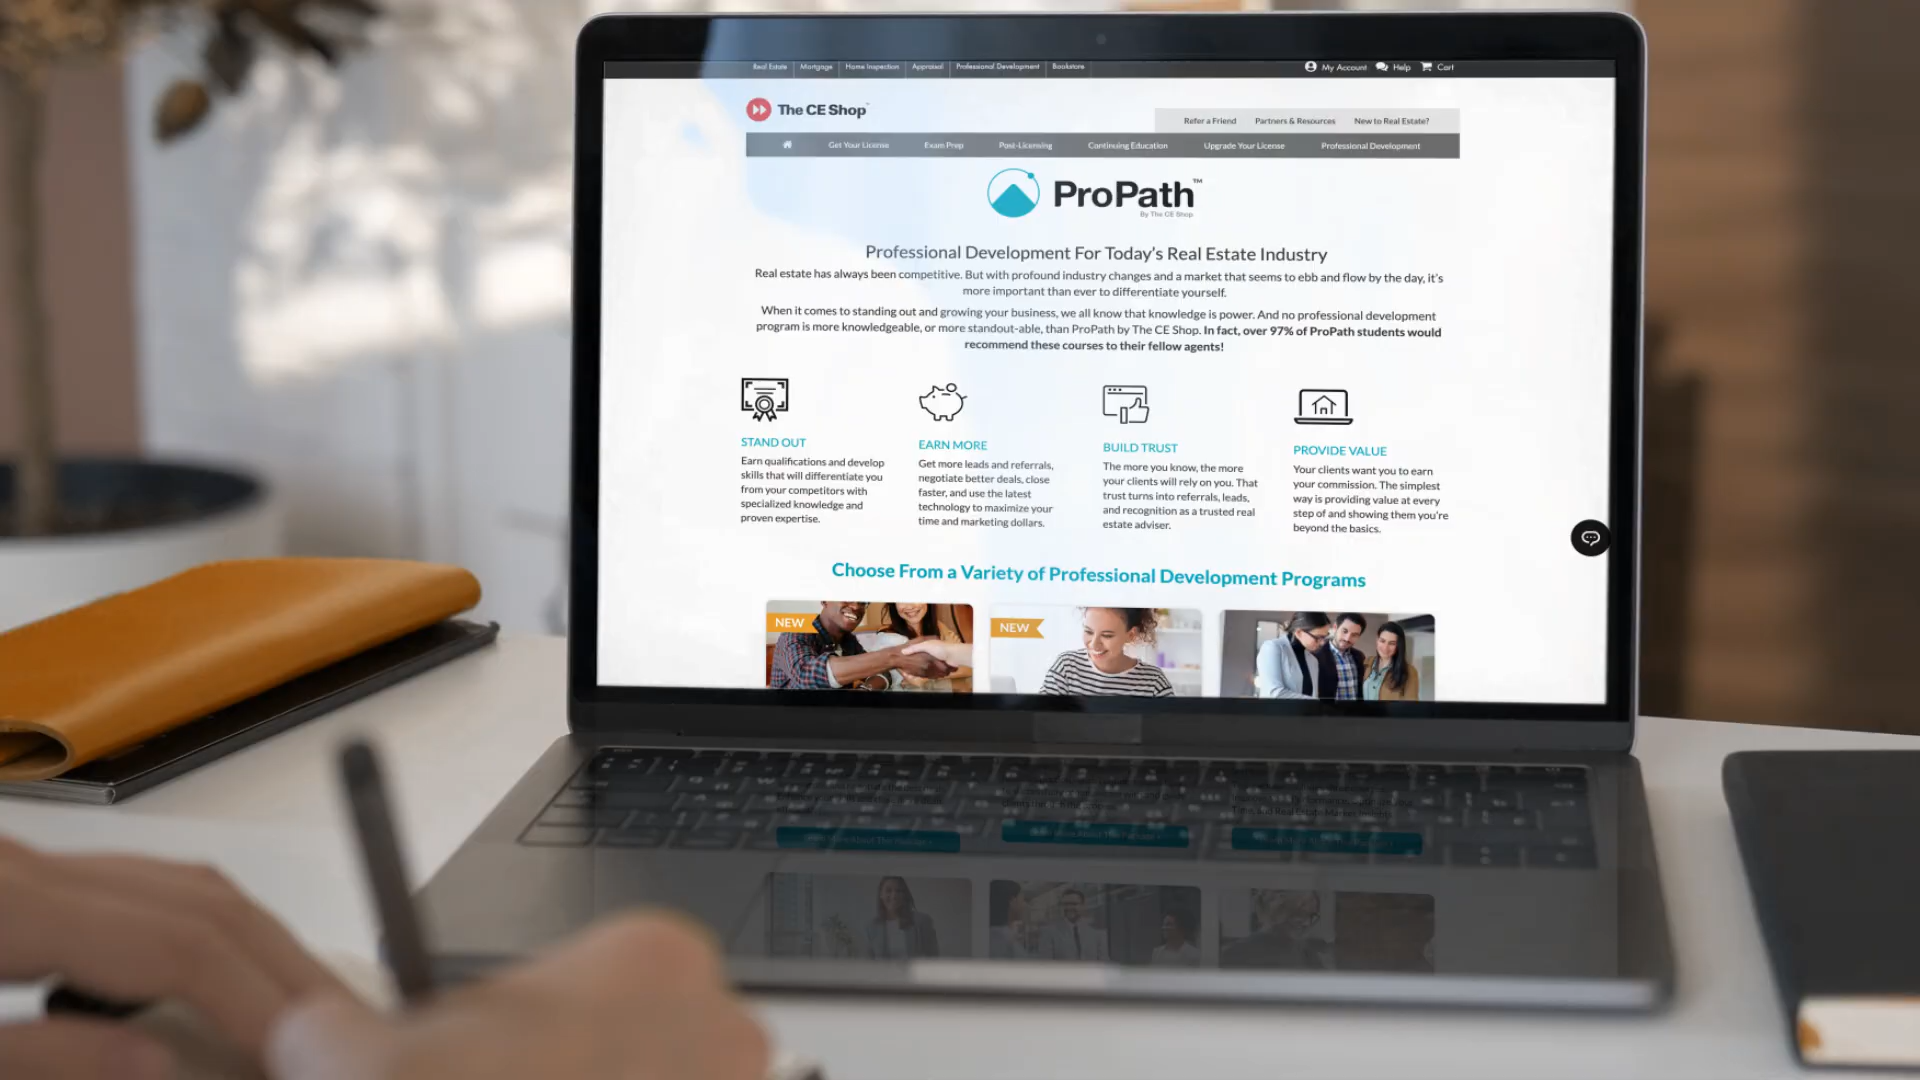 Real Estate Mortgage Home Inspection Appraisal Professional Development Bookstore
My Account Help Cart
The CE Shop
Refer a Friend Partners & Resources New to Real Estate?
Get Your License Exam Prep Post-Licensing Continuing Education Upgrade Your License Professional Development
ProPath™
By The CE Shop
Professional Development For Today's Real Estate Industry
Real estate has always been competitive. But with profound industry changes and a market that seems to ebb and flow by the day, it's
more important than ever to differentiate yourself.
When it comes to standing out and growing your business, we all know that knowledge is power. And no professional development
program is more knowledgeable, or more standout-able, than ProPath by The CE Shop. In fact, over 97% of ProPath students would
recommend these courses to their fellow agents!
STAND OUT
Earn qualifications and develop
skills that will differentiate you
from your competitors with
specialized knowledge and
proven expertise.
EARN MORE
Get more leads and referrals,
negotiate better deals, close
faster, and use the latest
technology to maximize your
time and marketing dollars.
BUILD TRUST
The more you know, the more
your clients will rely on you. That
trust turns into referrals, leads,
and recognition as a trusted real
estate adviser.
PROVIDE VALUE
Your clients want you to earn
your commission. The simplest
way is providing value at every
step of and showing them you're
beyond the basics.
Choose From a Variety of Professional Development Programs
NEW
NEW